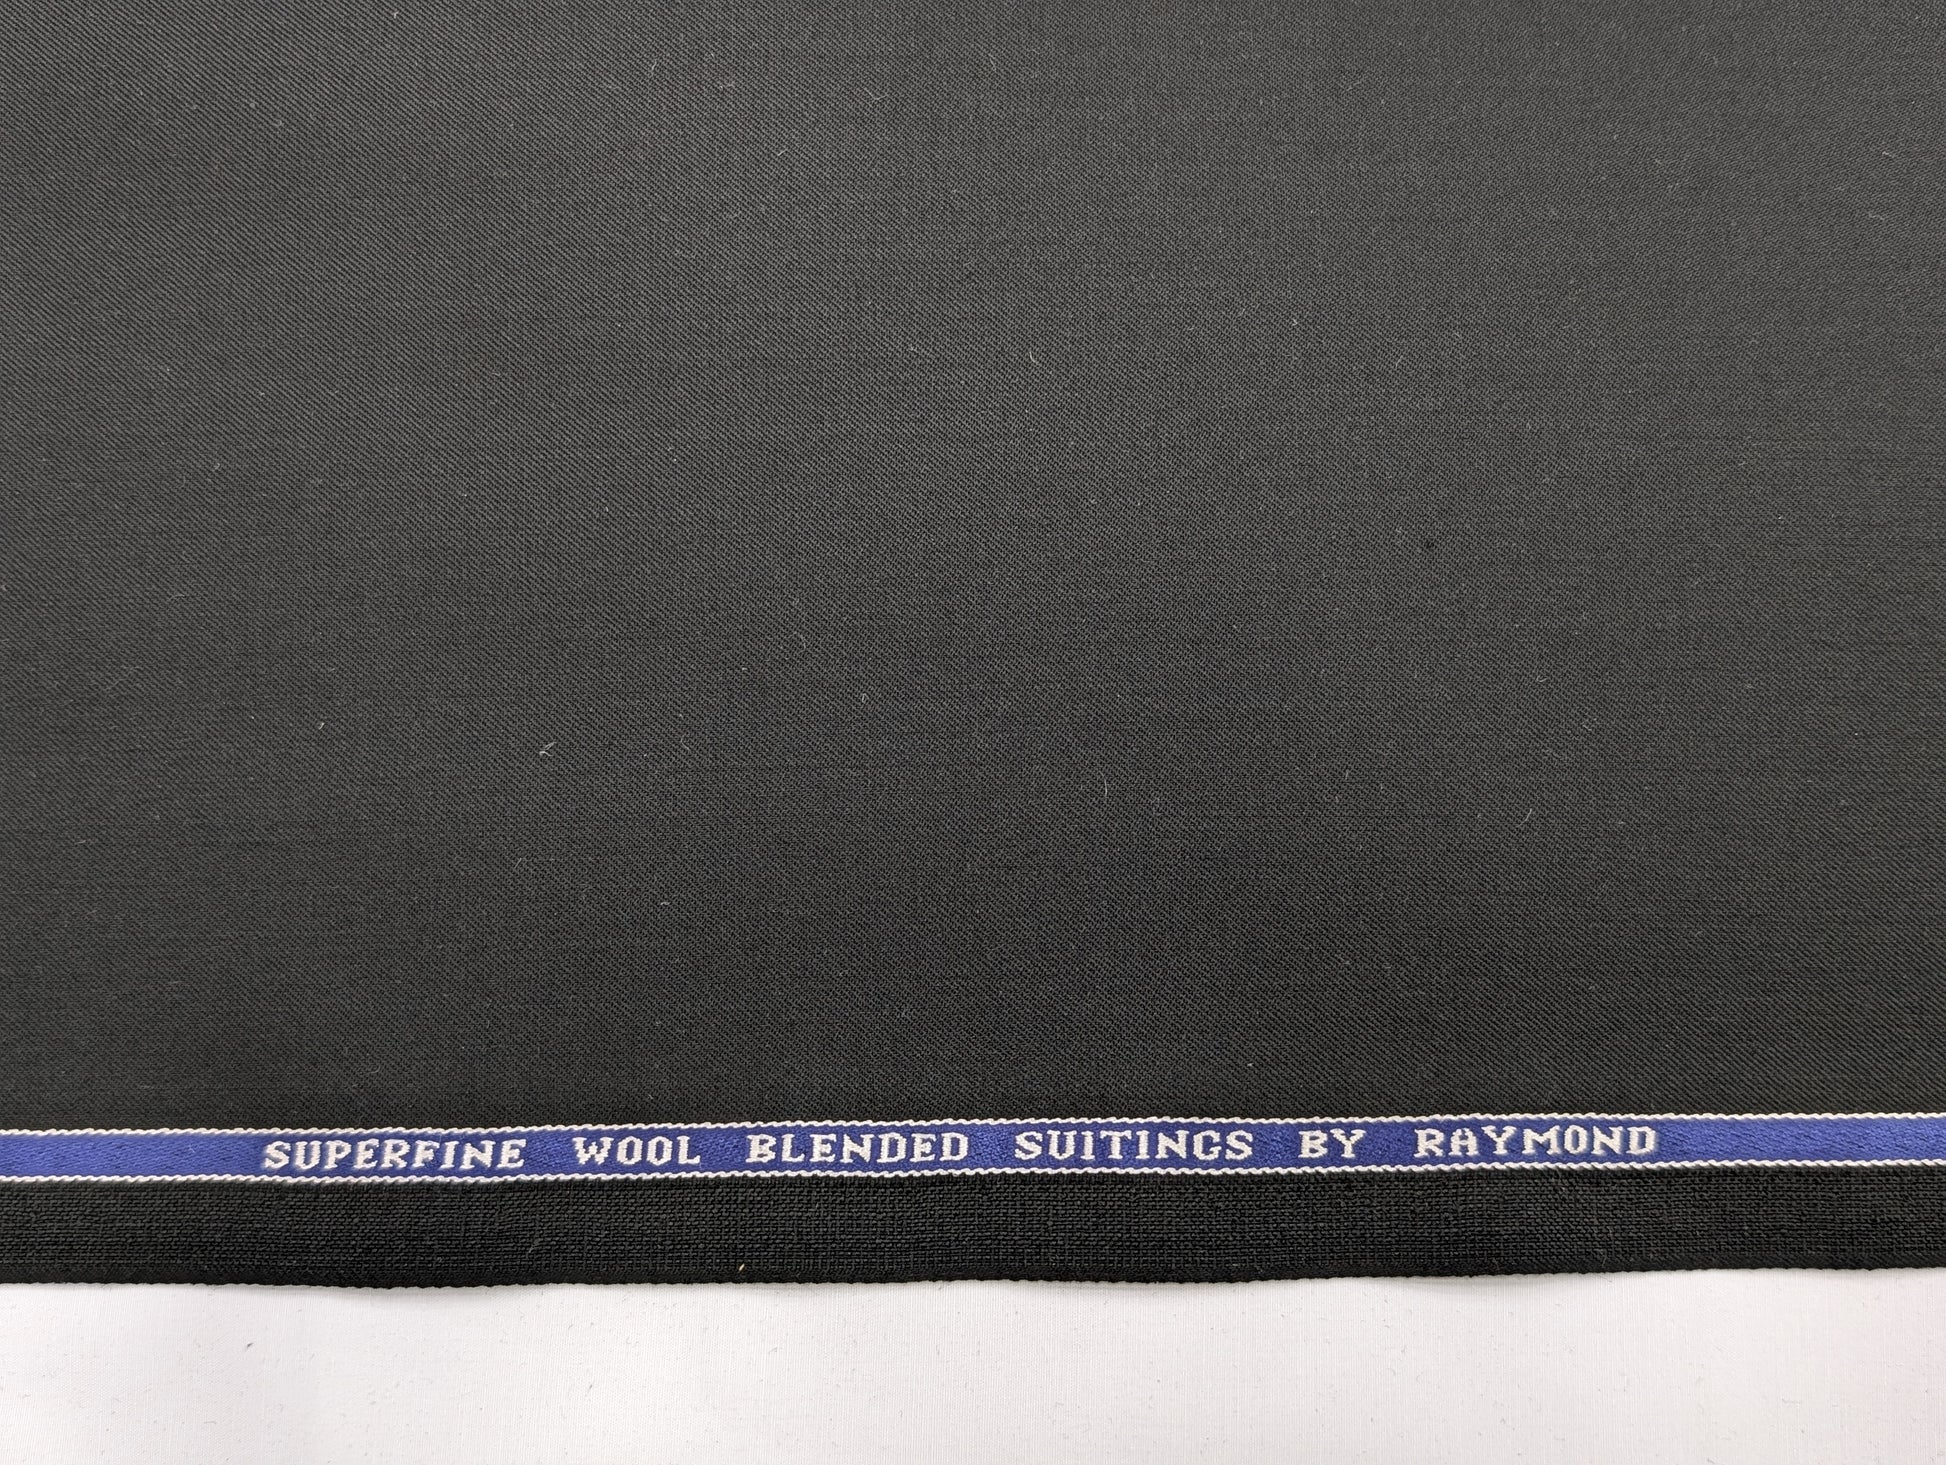 SUPERFINE WOOL BLENDED SUITINGS BY RAYMOND